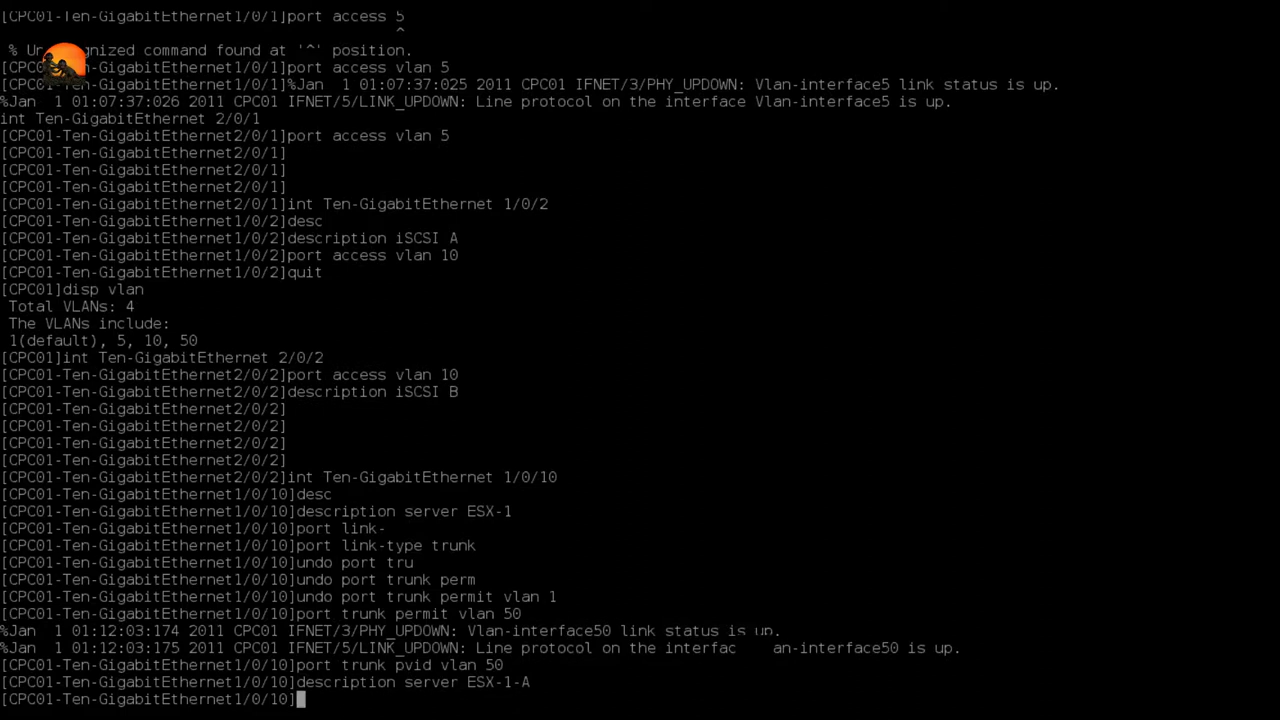 [CPC01-Ten-GigabitEthernet1/0/1]port access 5
^
% Un gnized command found at '^' position.
[CPC01-Ten-GigabitEthernet1/0/1]port access vlan 5
[CPC01-Ten-GigabitEthernet1/0/1]%Jan  1 01:07:37:025 2011 CPC01 IFNET/3/PHY_UPDOWN: Vlan-interface5 link status is up.
%Jan  1 01:07:37:026 2011 CPC01 IFNET/5/LINK_UPDOWN: Line protocol on the interface Vlan-interface5 is up.
int Ten-GigabitEthernet 2/0/1
[CPC01-Ten-GigabitEthernet2/0/1]port access vlan 5
[CPC01-Ten-GigabitEthernet2/0/1]
[CPC01-Ten-GigabitEthernet2/0/1]
[CPC01-Ten-GigabitEthernet2/0/1]
[CPC01-Ten-GigabitEthernet2/0/1]int Ten-GigabitEthernet 1/0/2
[CPC01-Ten-GigabitEthernet1/0/2]desc
[CPC01-Ten-GigabitEthernet1/0/2]description iSCSI A
[CPC01-Ten-GigabitEthernet1/0/2]port access vlan 10
[CPC01-Ten-GigabitEthernet1/0/2]quit
[CPC01]disp vlan
Total VLANs: 4
The VLANs include:
1(default), 5, 10, 50
[CPC01]int Ten-GigabitEthernet 2/0/2
[CPC01-Ten-GigabitEthernet2/0/2]port access vlan 10
[CPC01-Ten-GigabitEthernet2/0/2]description iSCSI B
[CPC01-Ten-GigabitEthernet2/0/2]
[CPC01-Ten-GigabitEthernet2/0/2]
[CPC01-Ten-GigabitEthernet2/0/2]
[CPC01-Ten-GigabitEthernet2/0/2]
[CPC01-Ten-GigabitEthernet2/0/2]int Ten-GigabitEthernet 1/0/10
[CPC01-Ten-GigabitEthernet1/0/10]desc
[CPC01-Ten-GigabitEthernet1/0/10]description server ESX-1
[CPC01-Ten-GigabitEthernet1/0/10]port link-
[CPC01-Ten-GigabitEthernet1/0/10]port link-type trunk
[CPC01-Ten-GigabitEthernet1/0/10]undo port tru
[CPC01-Ten-GigabitEthernet1/0/10]undo port trunk perm
[CPC01-Ten-GigabitEthernet1/0/10]undo port trunk permit vlan 1
[CPC01-Ten-GigabitEthernet1/0/10]port trunk permit vlan 50
%Jan  1 01:12:03:174 2011 CPC01 IFNET/3/PHY_UPDOWN: Vlan-interface50 link status is up.
%Jan  1 01:12:03:175 2011 CPC01 IFNET/5/LINK_UPDOWN: Line protocol on the interfac an-interface50 is up.
[CPC01-Ten-GigabitEthernet1/0/10]port trunk pvid vlan 50
[CPC01-Ten-GigabitEthernet1/0/10]description server ESX-1-A
[CPC01-Ten-GigabitEthernet1/0/10]